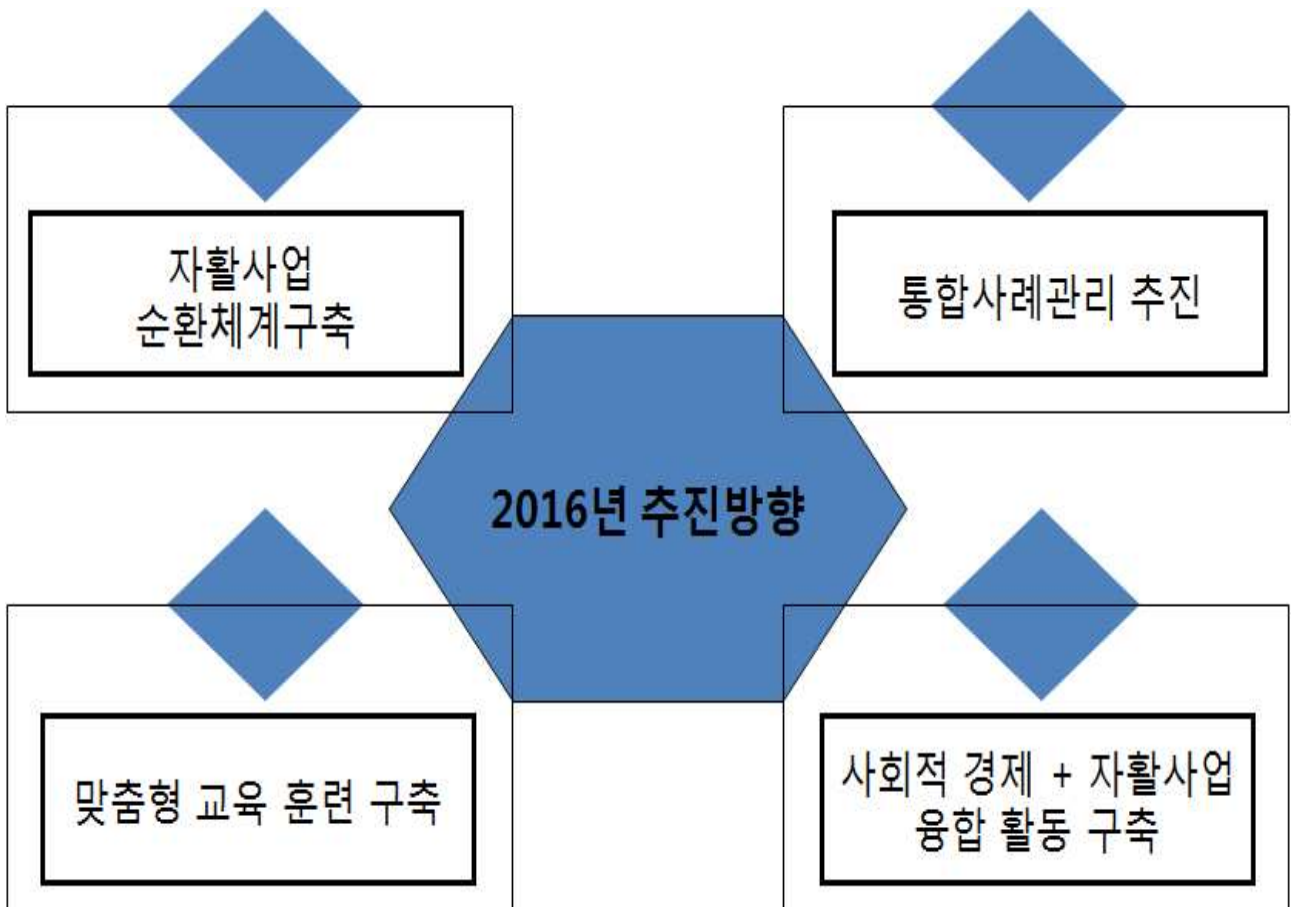 자활사업
순환체계구축
통합사례관리 추진
2016년 추진방향
맞춤형 교육 훈련 구축
사회적 경제 + 자활사업
융합 활동 구축